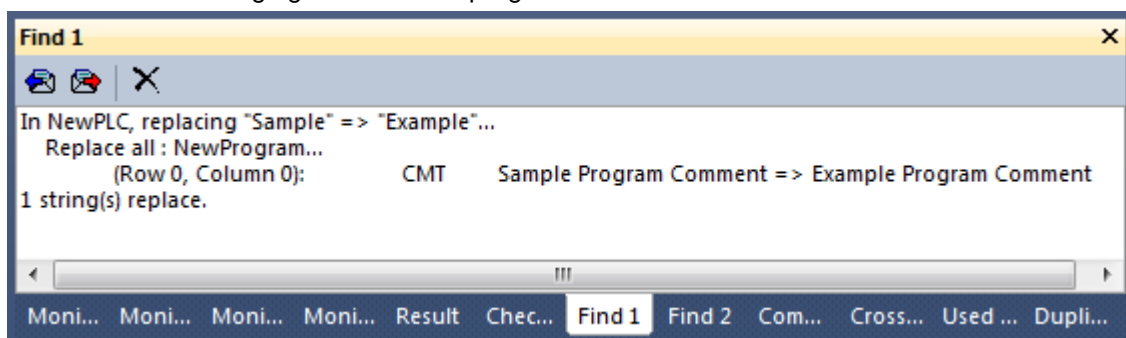 Find 1
In NewPLC, replacing "Sample" => "Example"...
Replace all : NewProgram...
(Row 0, Column 0): CMT Sample Program Comment => Example Program Comment
1 string(s) replace.
Moni... Moni... Moni... Moni... Result Chec... Find 1 Find 2 Com... Cross... Used ... Dupli...